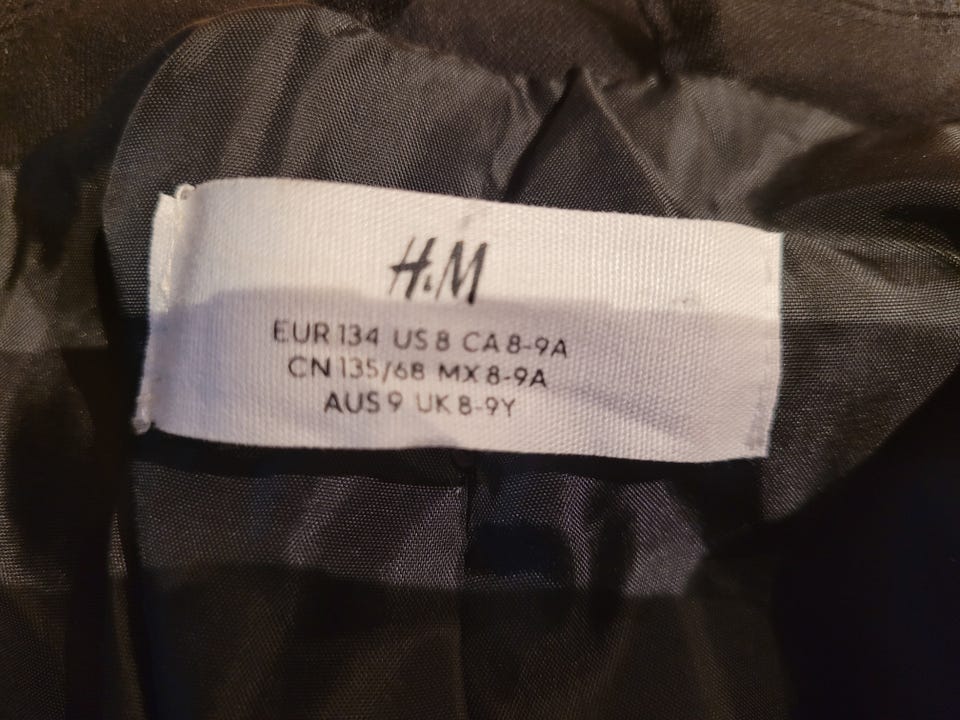 H&M
EUR 134 US 8 CA 8-9A
CN 135/68 MX 8-9A
AUS 9 UK 8-9Y